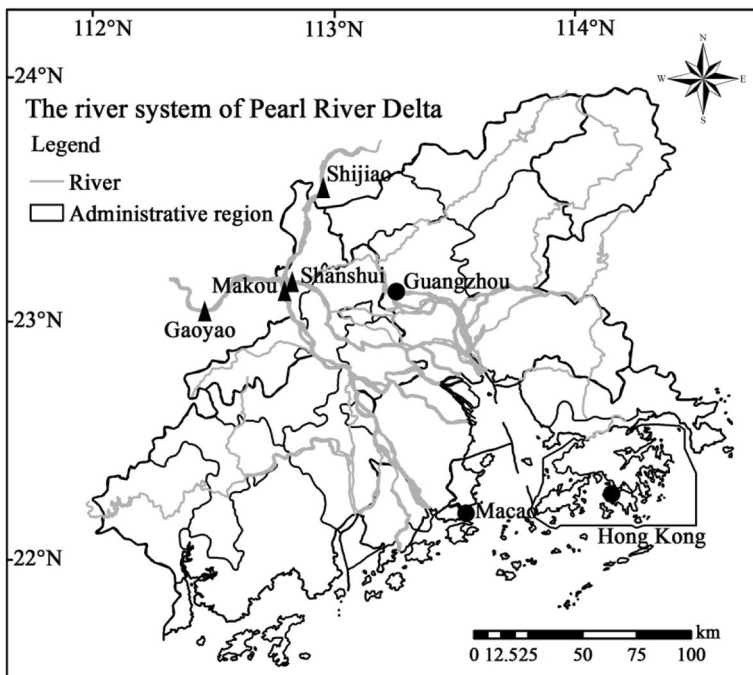 112°N
113°N
114°N
24°N
N
W
E
S
The river system of Pearl River Delta
Legend
River
Administrative region
Shijiao
Shanshui
Makou
Guangzhou
Gaoyao
23°N
Macao
Hong Kong
22°N
km
0 12.525 50 75 100